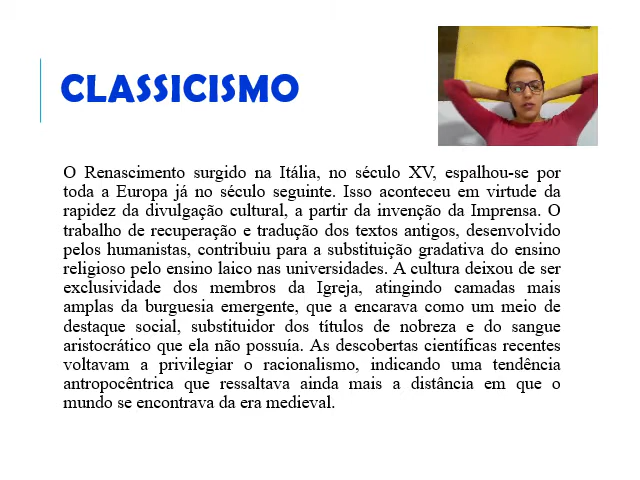 CLASSICISMO
O Renascimento surgido na Itália, no século XV, espalhou-se por
toda a Europa já no século seguinte. Isso aconteceu em virtude da
rapidez da divulgação cultural, a partir da invenção da Imprensa. O
trabalho de recuperação e tradução dos textos antigos, desenvolvido
pelos humanistas, contribuiu para a substituição gradativa do ensino
religioso pelo ensino laico nas universidades. A cultura deixou de ser
exclusividade dos membros da Igreja, atingindo camadas mais
amplas da burguesia emergente, que a encarava como um meio de
destaque social, substituidor dos títulos de nobreza e do sangue
aristocrático que ela não possuía. As descobertas científicas recentes
voltavam a privilegiar o racionalismo, indicando uma tendência
antropocêntrica que ressaltava ainda mais a distância em que o
mundo se encontrava da era medieval.